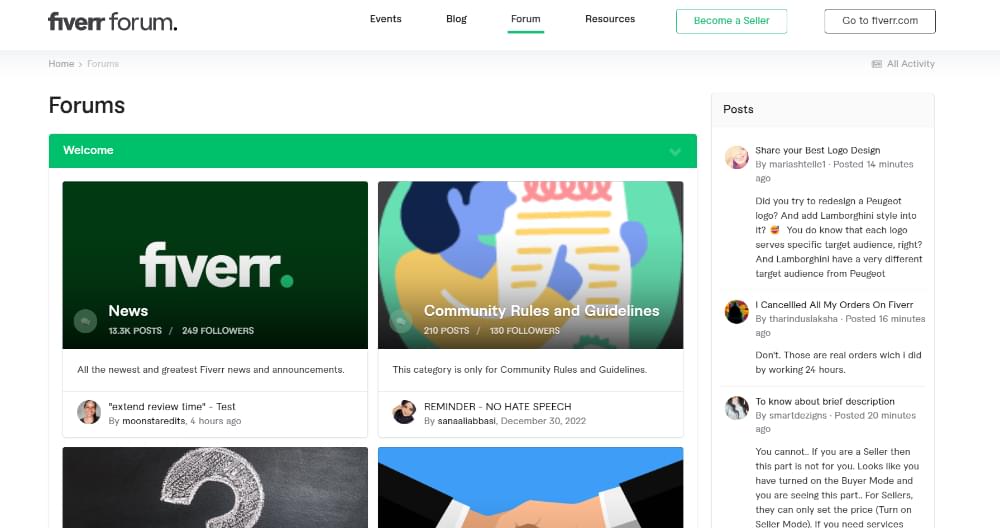 fiverr forum.
Events
Blog
Forum
Resources
Become a Seller
Go to fiverr.com
Home › Forums
All Activity
Forums
Welcome
fiverr.
News
13.3K POSTS / 249 FOLLOWERS
All the newest and greatest Fiverr news and announcements.
"extend review time" - Test
By moonstaredits, 4 hours ago
Community Rules and Guidelines
210 POSTS / 130 FOLLOWERS
This category is only for Community Rules and Guidelines.
REMINDER - NO HATE SPEECH
By sanaaliabbasi, December 30, 2022
Posts
Share your Best Logo Design
By mariashtelle1 · Posted 14 minutes
ago
Did you try to redesign a Peugeot
logo? And add Lamborghini style into
it? 🥳 You do know that each logo
serves specific target audience, right?
And Lamborghini have a very different
target audience from Peugeot
I Cancellled All My Orders On Fiverr
By tharinduslaksha · Posted 16 minutes
ago
Don't. Those are real orders wich i did
by working 24 hours.
To know about brief description
By smartdezigns · Posted 20 minutes
ago
You cannot.. If you are a Seller then
this part is not for you. Looks like you
have turned on the Buyer Mode and
you are seeing this part.. For Sellers,
they can only set the price (Turn on
Seller Mode). If you need services